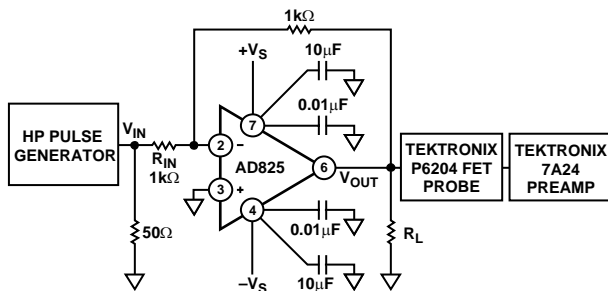 1kΩ
+VS
10µF
0.01µF
HP PULSE
GENERATOR
VIN
RIN
1kΩ
2
−
7
AD825
3
+
4
6
VOUT
TEKTRONIX
P6204 FET
PROBE
TEKTRONIX
7A24
PREAMP
50Ω
0.01µF
RL
−VS
10µF